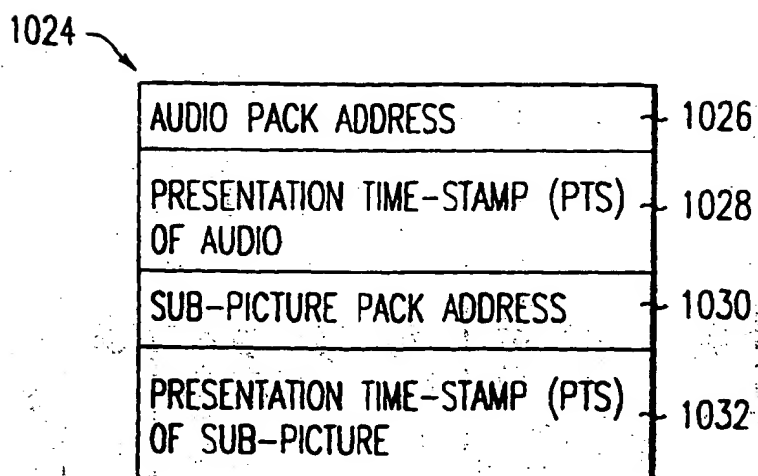 1024
AUDIO PACK ADDRESS 1026
PRESENTATION TIME-STAMP (PTS) 1028
OF AUDIO
SUB-PICTURE PACK ADDRESS 1030
PRESENTATION TIME-STAMP (PTS) 1032
OF SUB-PICTURE